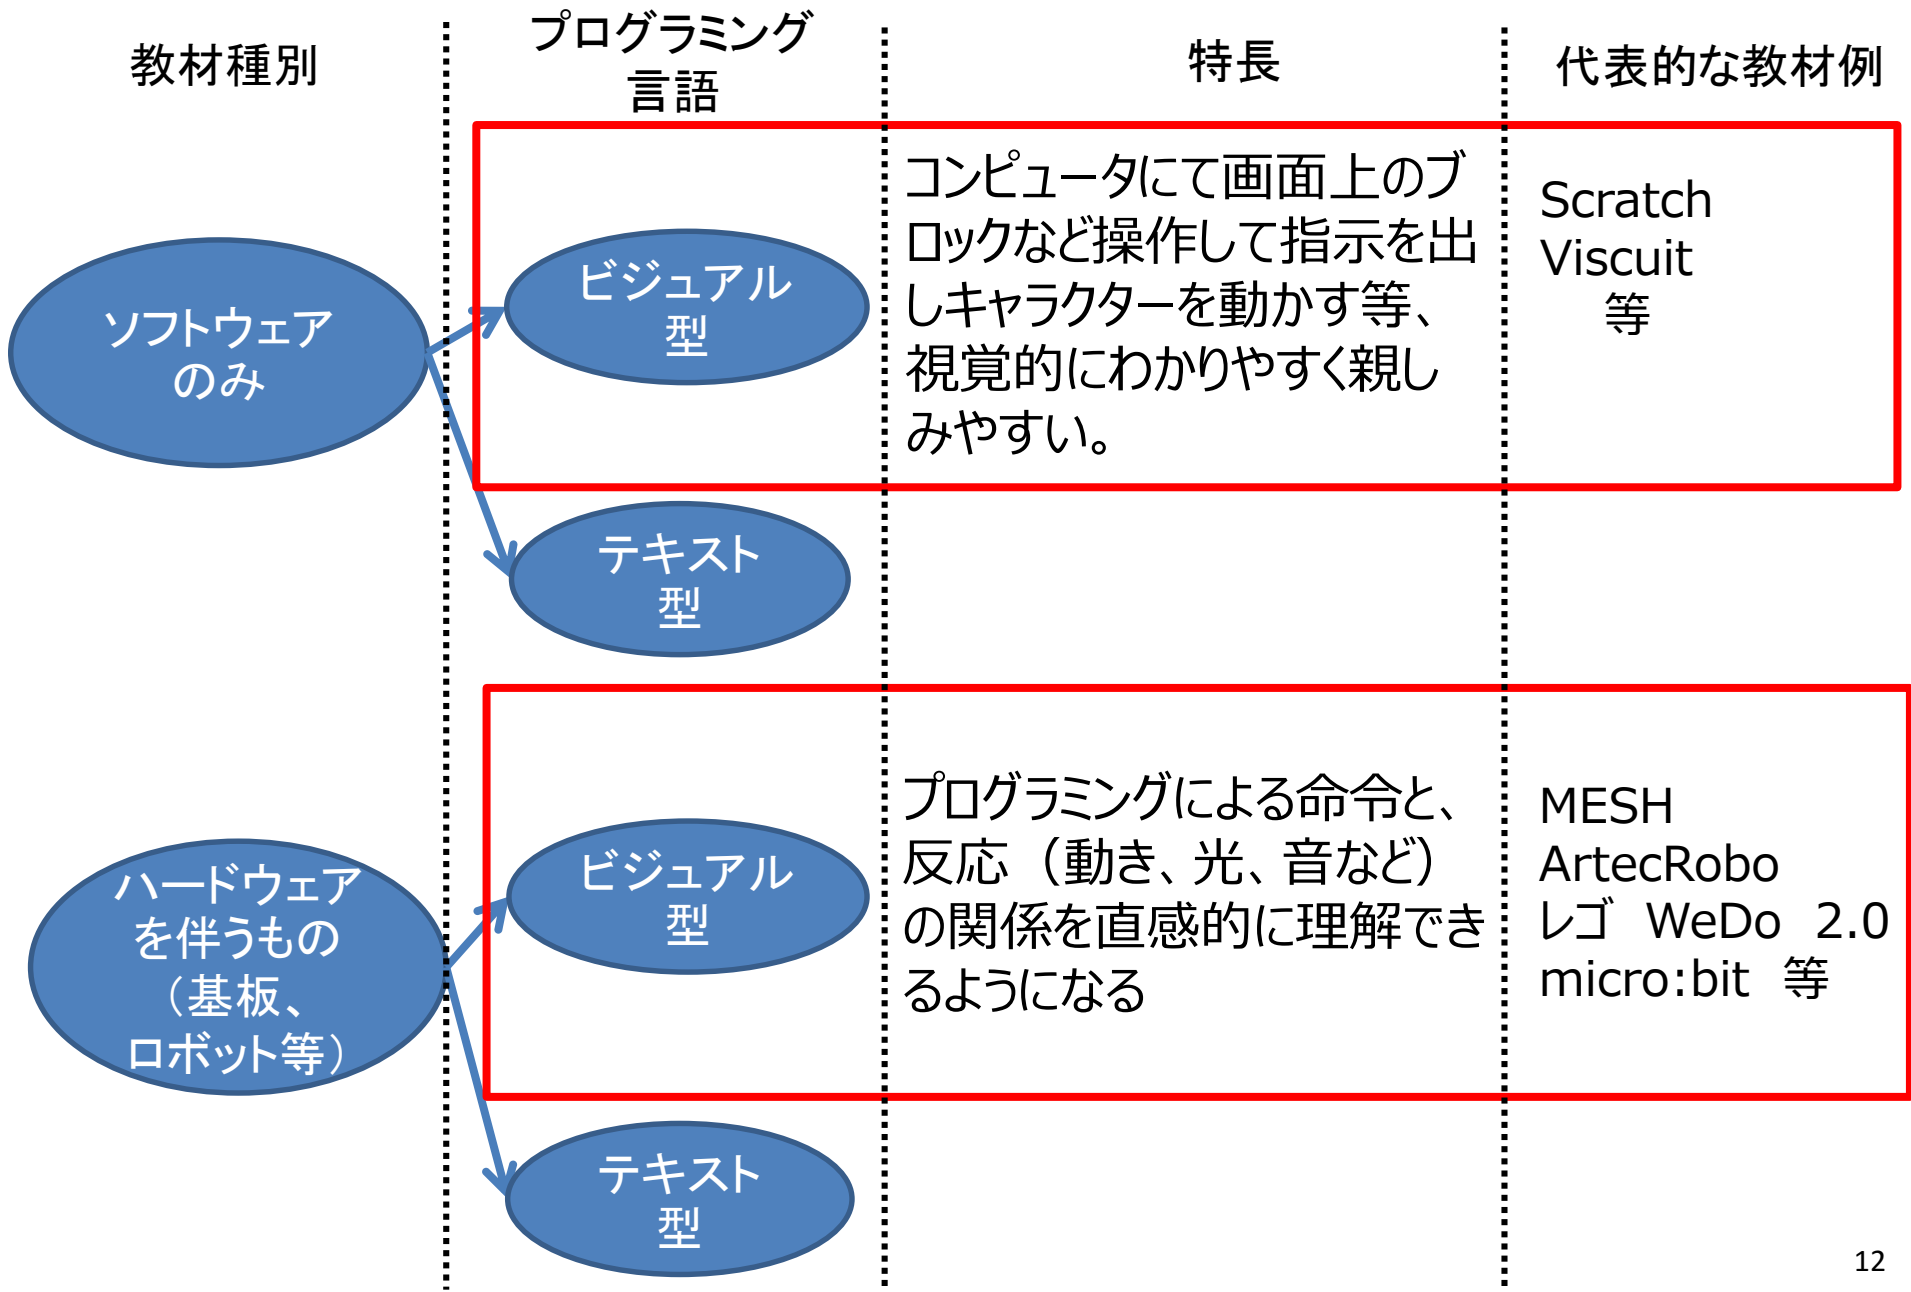 教材種別
プログラミング
言語
特長
代表的な教材例
ソフトウェア
のみ
ビジュアル
型
コンピュータにて画面上のブ
ロックなど操作して指示を出
しキャラクターを動かす等、
視覚的にわかりやすく親し
みやすい。
Scratch
Viscuit
等
テキスト
型
ハードウェア
を伴うもの
（基板、
ロボット等）
ビジュアル
型
プログラミングによる命令と、
反応（動き、光、音など）
の関係を直感的に理解でき
るようになる
MESH
ArtecRobo
レゴ　WeDo　2.0
micro:bit　等
テキスト
型
12